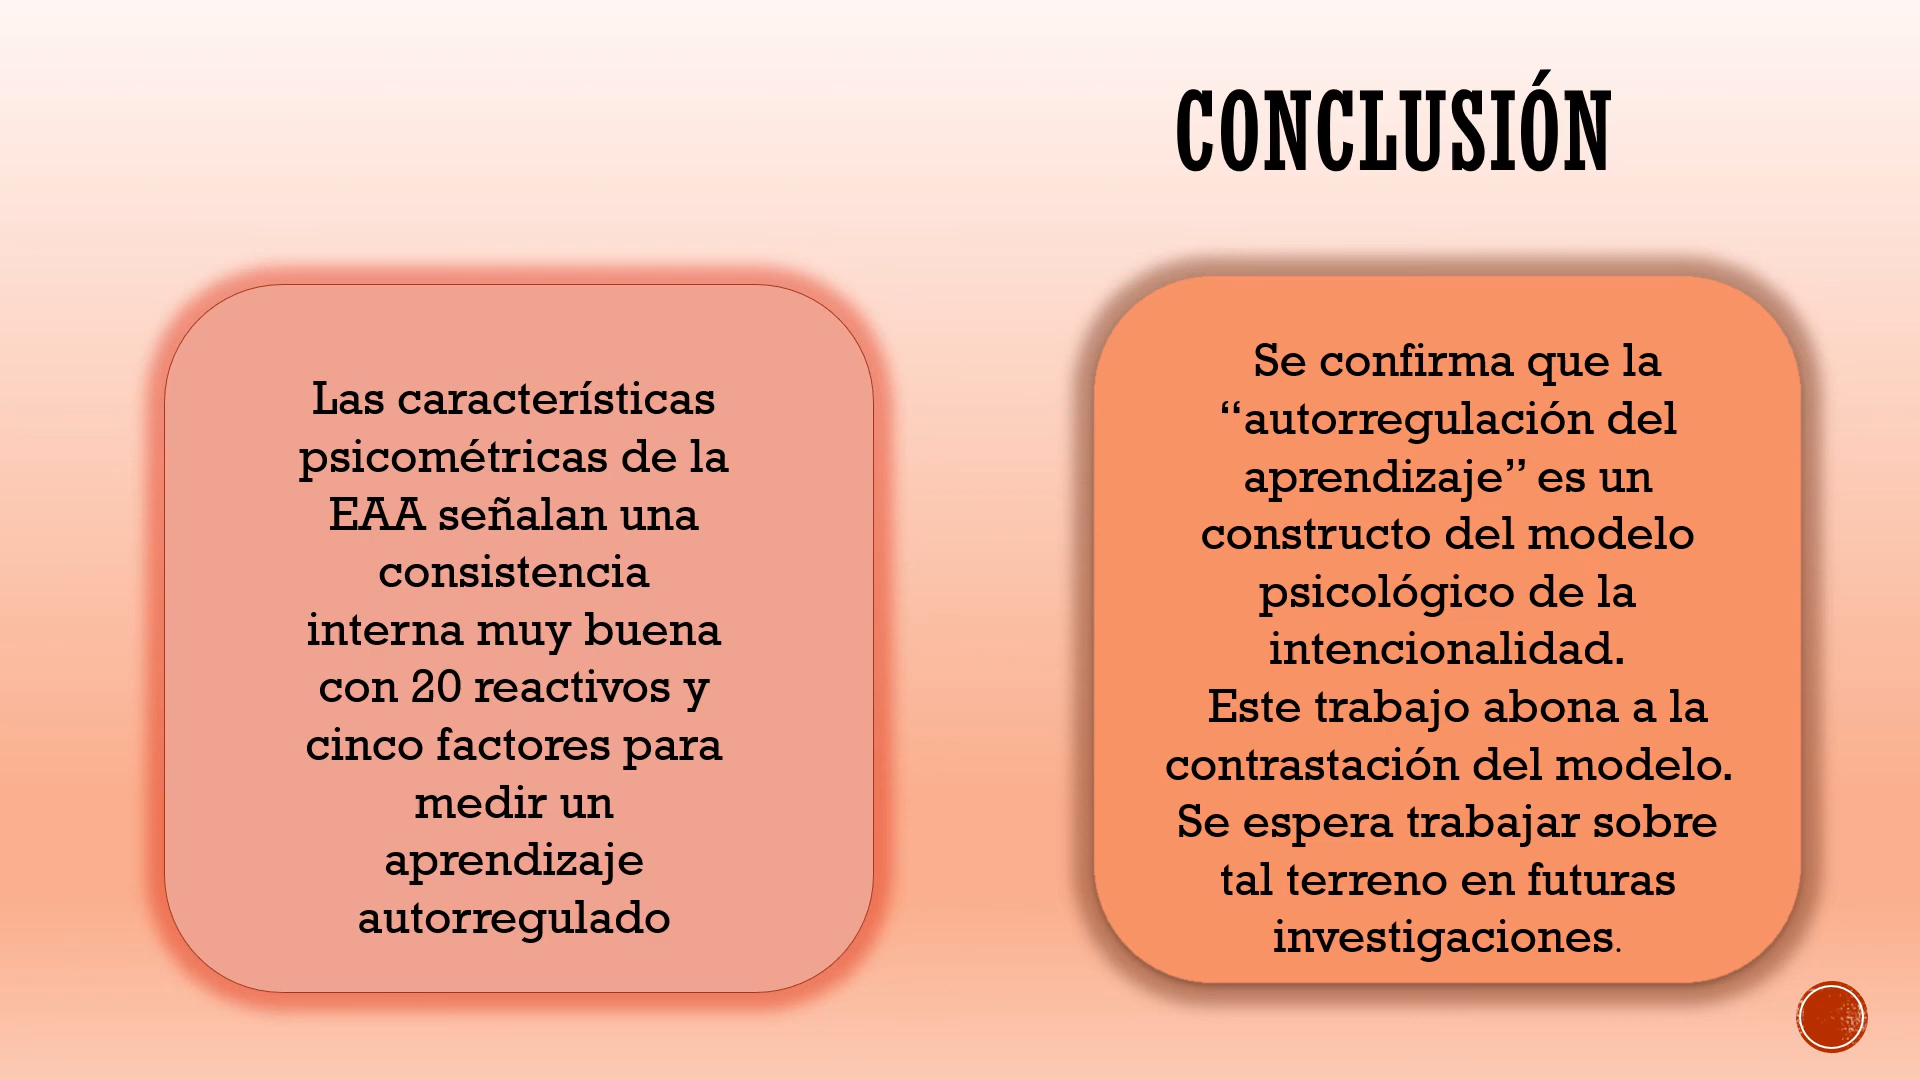 CONCLUSIÓN
Las características
psicométricas de la
EAA señalan una
consistencia
interna muy buena
con 20 reactivos y
cinco factores para
medir un
aprendizaje
autorregulado
Se confirma que la
“autorregulación del
aprendizaje” es un
constructo del modelo
psicológico de la
intencionalidad.
Este trabajo abona a la
contrastación del modelo.
Se espera trabajar sobre
tal terreno en futuras
investigaciones.